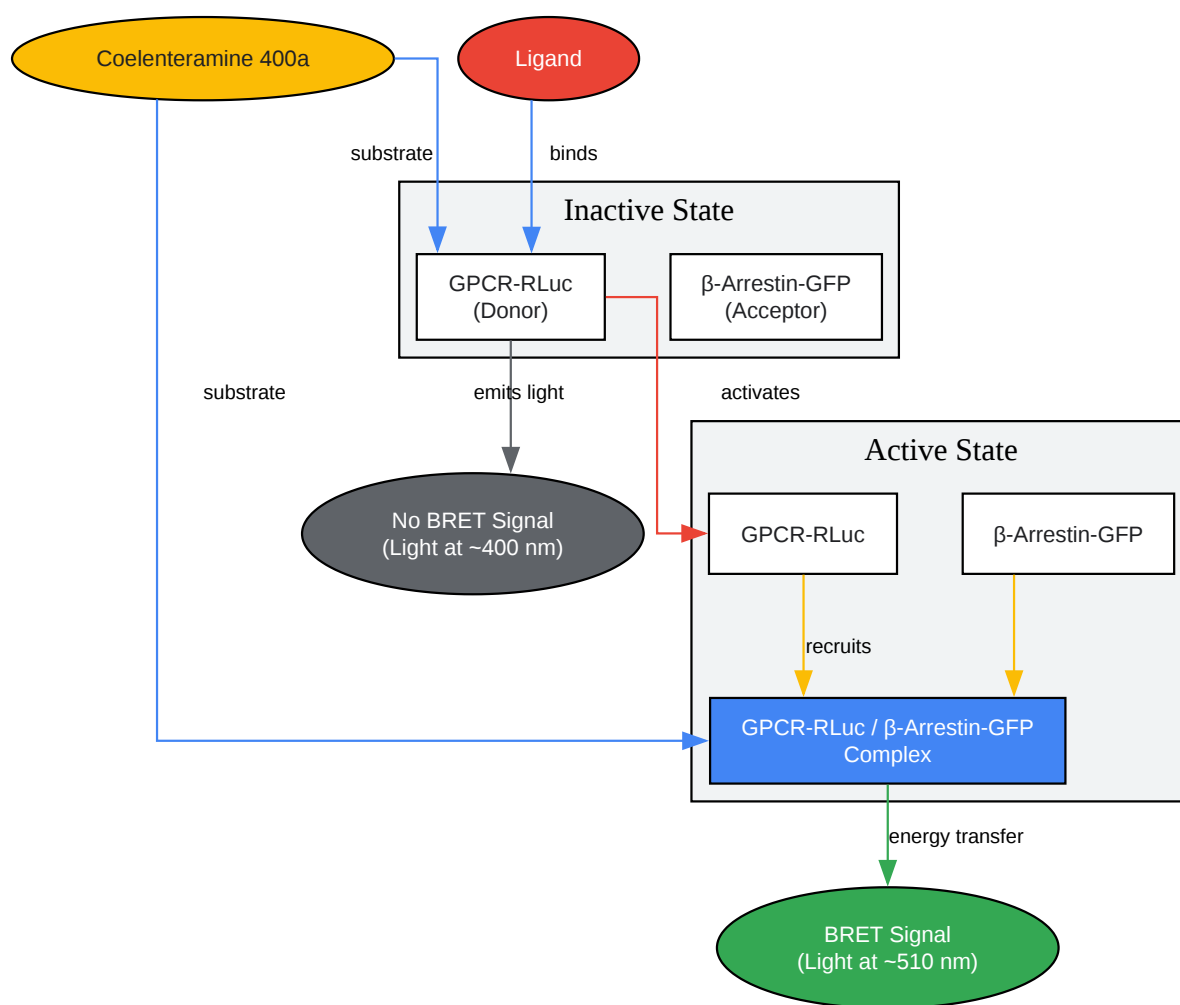 Coelenteramine 400a
Ligand
substrate
binds
Inactive State
GPCR-RLuc
(Donor)
β-Arrestin-GFP
(Acceptor)
substrate
emits light
activates
Active State
No BRET Signal
(Light at ~400 nm)
GPCR-RLuc
β-Arrestin-GFP
recruits
GPCR-RLuc / β-Arrestin-GFP
Complex
energy transfer
BRET Signal
(Light at ~510 nm)